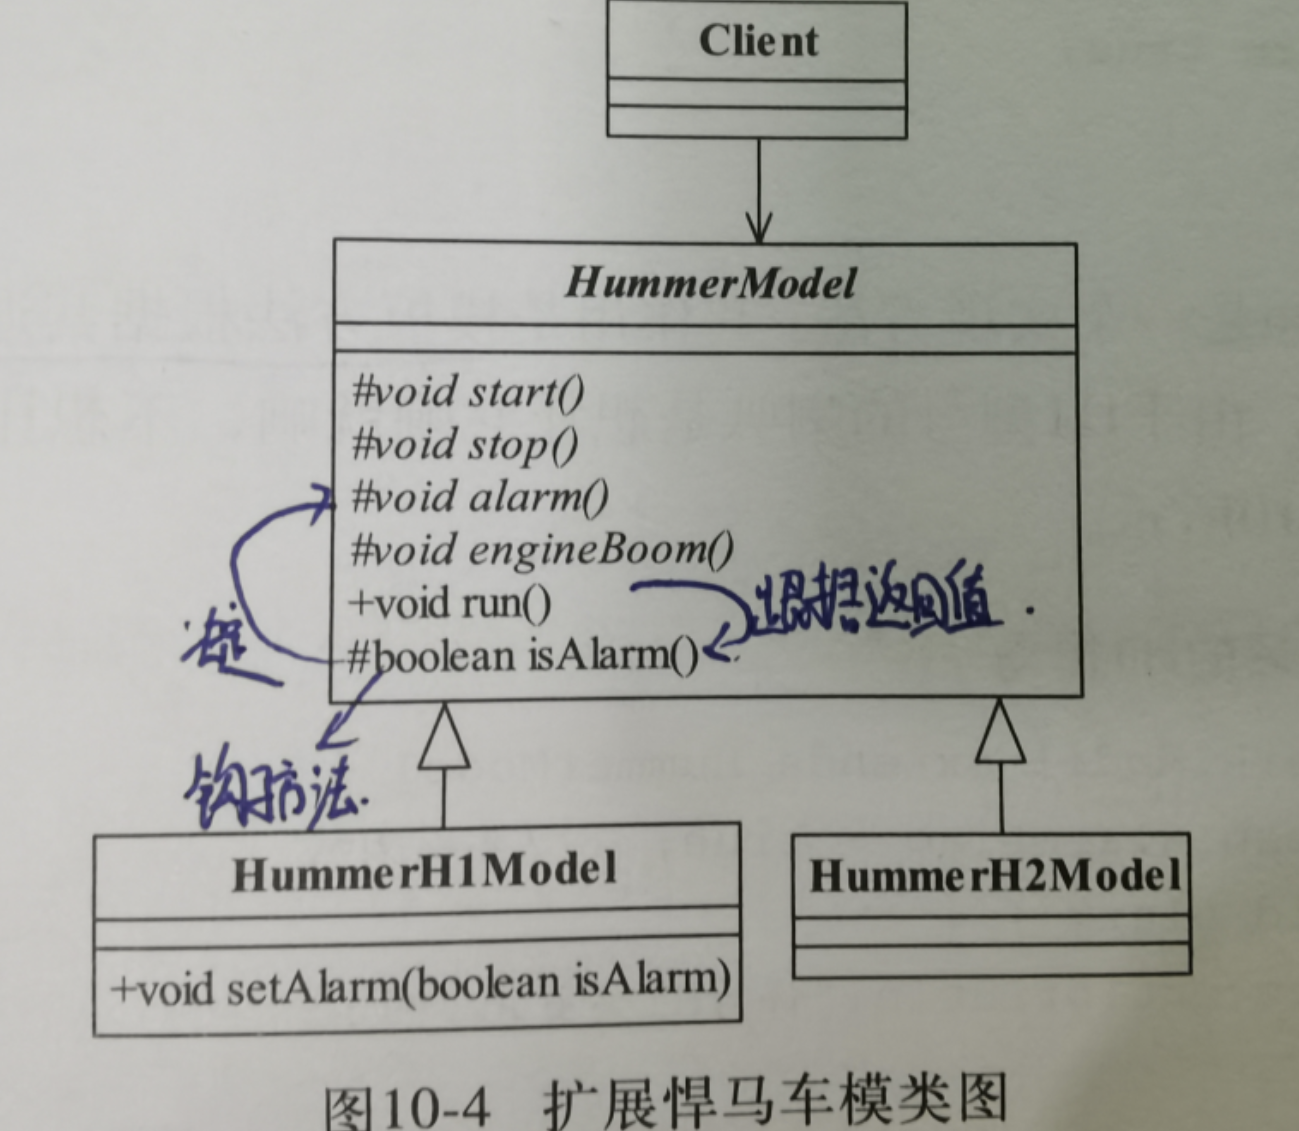 Client
HummerModel
#void start()
#void stop()
#void alarm()
#void engineBoom()
+void run()
根据返回值.
#boolean isAlarm()
钩子方法.
HummerH1Model
+void setAlarm(boolean isAlarm)
HummerH2Model
图10-4 扩展悍马车模类图